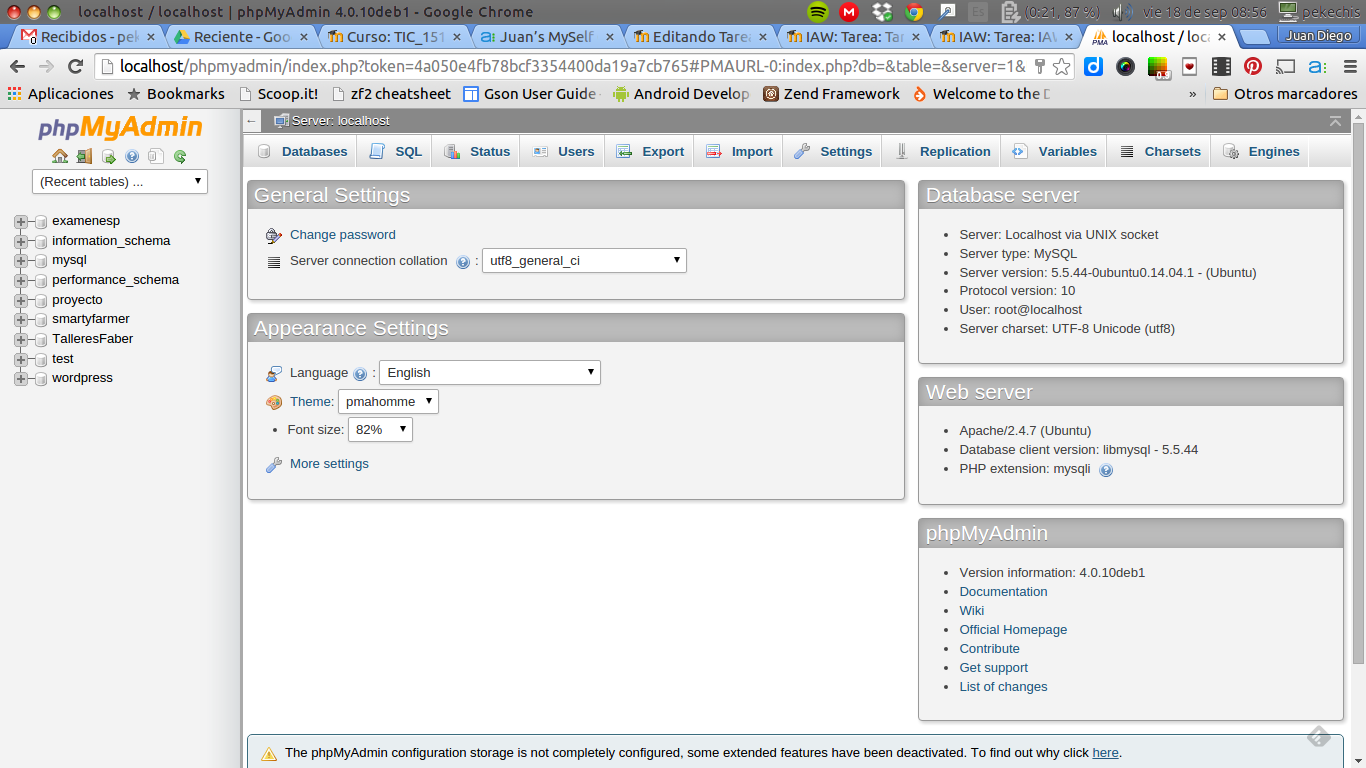 localhost / localhost | phpMyAdmin 4.0.10deb1 - Google Chrome
Es (0:21, 87 %) vie 18 de sep 08:56 pekechis
Recibidos - pek Reciente - Goo Curso: TIC_151 Juan's MySelf Editando Tarea IAW: Tarea: Tar IAW: Tarea: IAW localhost / loc Juan Diego
localhost/phpmyadmin/index.php?token=4a050e4fb78bcf3354400da19a7cb765#PMAURL-0:index.php?db=&table=&server=1&
Aplicaciones Bookmarks Scoop.it! zf2 cheatsheet Gson User Guide Android Develop Zend Framework Welcome to the D » Otros marcadores
phpMyAdmin
(Recent tables) ...
examenesp
information_schema
mysql
performance_schema
proyecto
smartyfarmer
TalleresFaber
test
wordpress
Server: localhost
Databases SQL Status Users Export Import Settings Replication Variables Charsets Engines
General Settings
Change password
Server connection collation : utf8_general_ci
Appearance Settings
Language : English
Theme: pmahomme
Font size: 82%
More settings
Database server
Server: Localhost via UNIX socket
Server type: MySQL
Server version: 5.5.44-0ubuntu0.14.04.1 - (Ubuntu)
Protocol version: 10
User: root@localhost
Server charset: UTF-8 Unicode (utf8)
Web server
Apache/2.4.7 (Ubuntu)
Database client version: libmysql - 5.5.44
PHP extension: mysqli
phpMyAdmin
Version information: 4.0.10deb1
Documentation
Wiki
Official Homepage
Contribute
Get support
List of changes
The phpMyAdmin configuration storage is not completely configured, some extended features have been deactivated. To find out why click here.